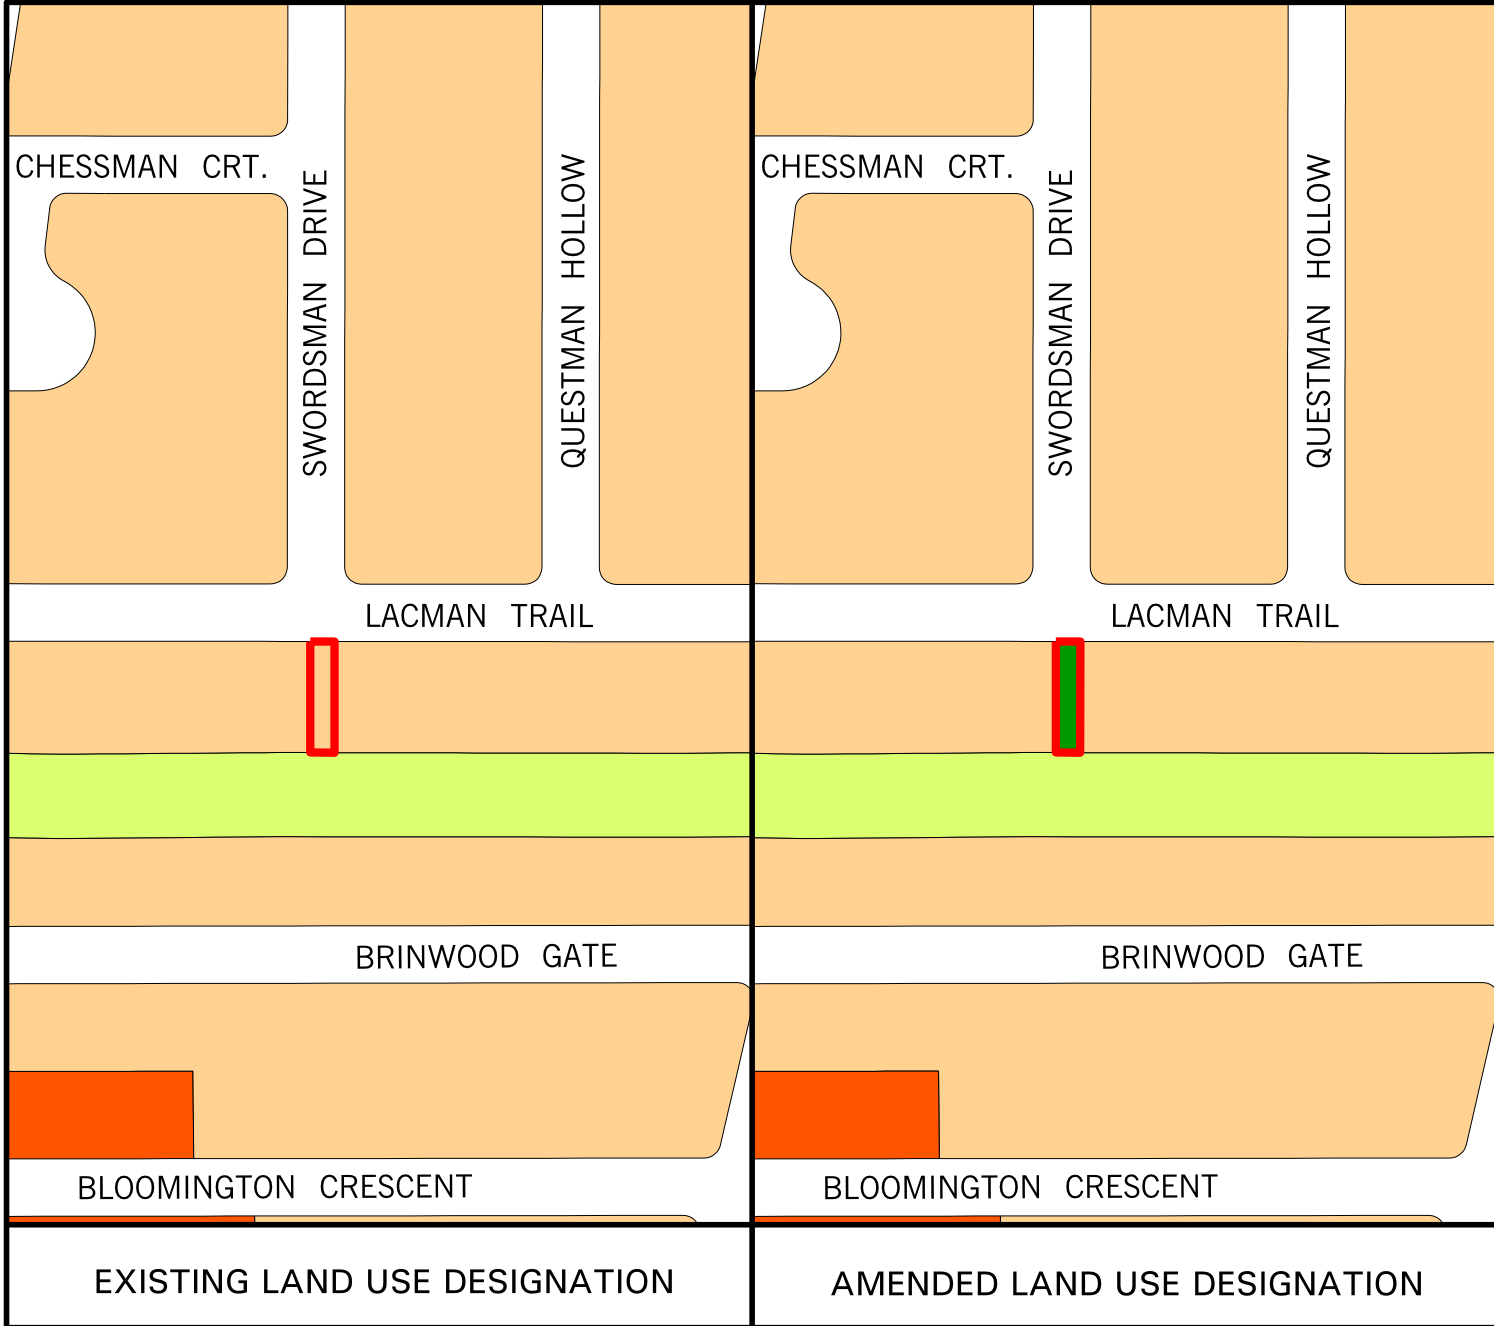 CHESSMAN CRT.
SWORDSMAN DRIVE
QUESTMAN HOLLOW
LACMAN TRAIL
BRINWOOD GATE
BLOOMINGTON CRESCENT
EXISTING LAND USE DESIGNATION
CHESSMAN CRT.
SWORDSMAN DRIVE
QUESTMAN HOLLOW
LACMAN TRAIL
BRINWOOD GATE
BLOOMINGTON CRESCENT
AMENDED LAND USE DESIGNATION